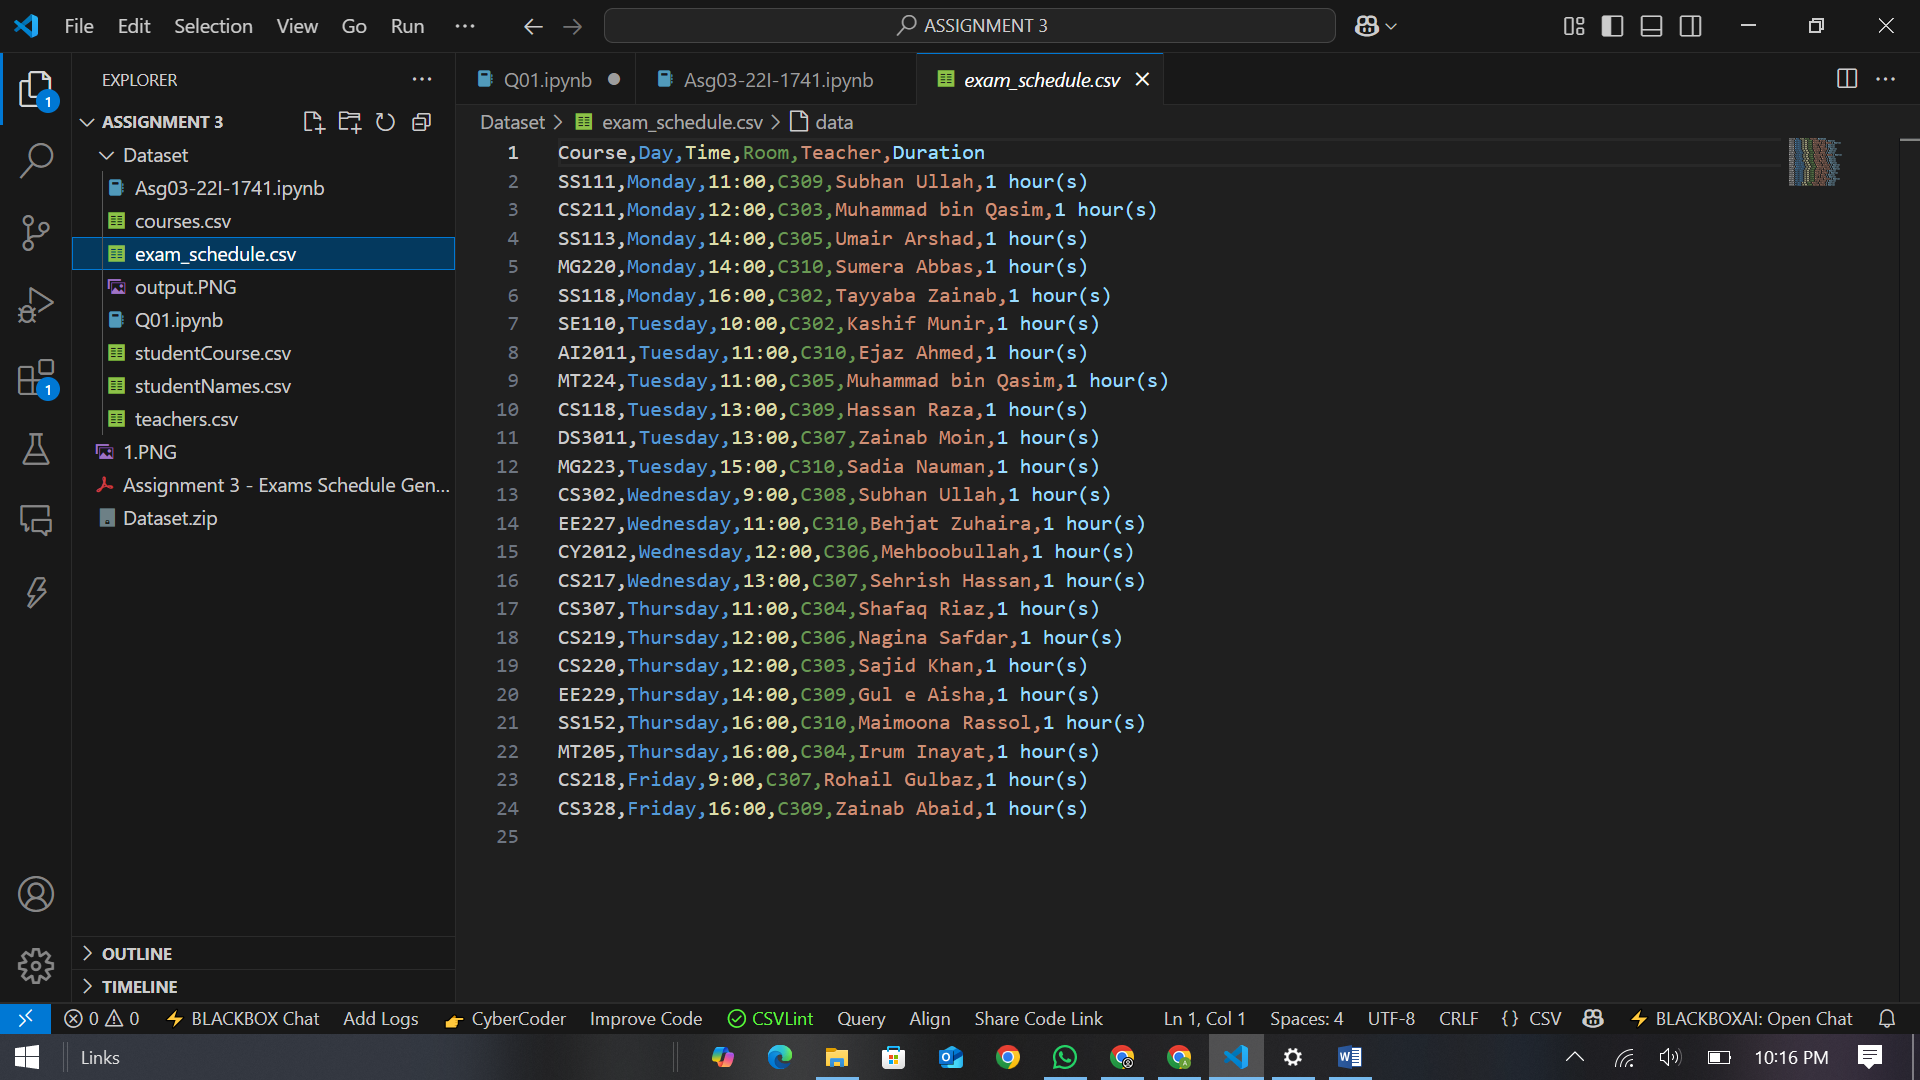 File Edit Selection View Go Run ··· ASSIGNMENT 3
EXPLORER ···
ASSIGNMENT 3
Dataset
Asg03-22I-1741.ipynb
courses.csv
exam_schedule.csv
output.PNG
Q01.ipynb
studentCourse.csv
studentNames.csv
teachers.csv
1.PNG
Assignment 3 - Exams Schedule Gen...
Dataset.zip
OUTLINE
TIMELINE
1
1
Q01.ipynb Asg03-22I-1741.ipynb exam_schedule.csv
Dataset > exam_schedule.csv > data
1 Course,Day,Time,Room,Teacher,Duration
2 SS111,Monday,11:00,C309,Subhan Ullah,1 hour(s)
3 CS211,Monday,12:00,C303,Muhammad bin Qasim,1 hour(s)
4 SS113,Monday,14:00,C305,Umair Arshad,1 hour(s)
5 MG220,Monday,14:00,C310,Sumera Abbas,1 hour(s)
6 SS118,Monday,16:00,C302,Tayyaba Zainab,1 hour(s)
7 SE110,Tuesday,10:00,C302,Kashif Munir,1 hour(s)
8 AI2011,Tuesday,11:00,C310,Ejaz Ahmed,1 hour(s)
9 MT224,Tuesday,11:00,C305,Muhammad bin Qasim,1 hour(s)
10 CS118,Tuesday,13:00,C309,Hassan Raza,1 hour(s)
11 DS3011,Tuesday,13:00,C307,Zainab Moin,1 hour(s)
12 MG223,Tuesday,15:00,C310,Sadia Nauman,1 hour(s)
13 CS302,Wednesday,9:00,C308,Subhan Ullah,1 hour(s)
14 EE227,Wednesday,11:00,C310,Behjat Zuhaira,1 hour(s)
15 CY2012,Wednesday,12:00,C306,Mehboobullah,1 hour(s)
16 CS217,Wednesday,13:00,C307,Sehrish Hassan,1 hour(s)
17 CS307,Thursday,11:00,C304,Shafaq Riaz,1 hour(s)
18 CS219,Thursday,12:00,C306,Nagina Safdar,1 hour(s)
19 CS220,Thursday,12:00,C303,Sajid Khan,1 hour(s)
20 EE229,Thursday,14:00,C309,Gul e Aisha,1 hour(s)
21 SS152,Thursday,16:00,C310,Maimoona Rassol,1 hour(s)
22 MT205,Thursday,16:00,C304,Irum Inayat,1 hour(s)
23 CS218,Friday,9:00,C307,Rohail Gulbaz,1 hour(s)
24 CS328,Friday,16:00,C309,Zainab Abaid,1 hour(s)
25
0 0 BLACKBOX Chat Add Logs CyberCoder Improve Code CSVLint Query Align Share Code Link Ln 1, Col 1 Spaces: 4 UTF-8 CRLF {} CSV BLACKBOXAI: Open Chat
Links 10:16 PM